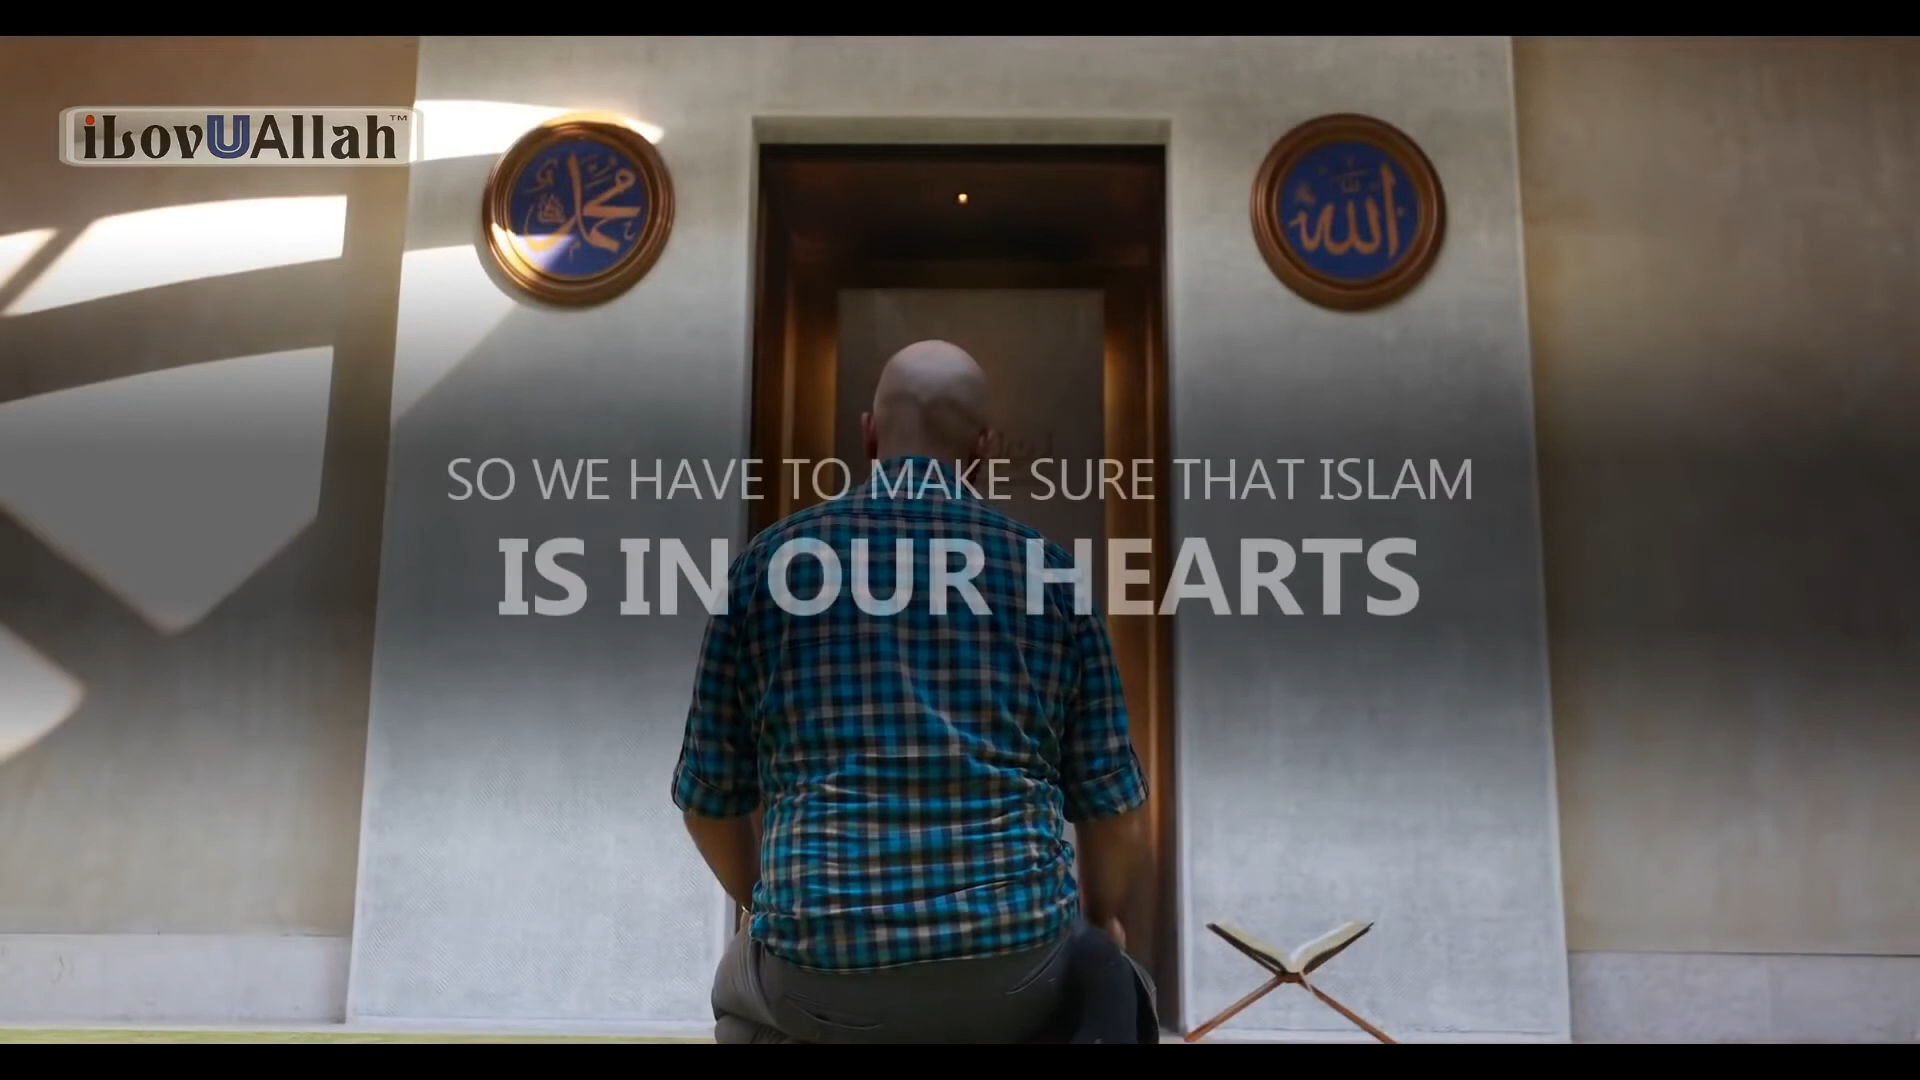 iLovUAllah™
محمد
الله
SO WE HAVE TO MAKE SURE THAT ISLAM
IS IN OUR HEARTS